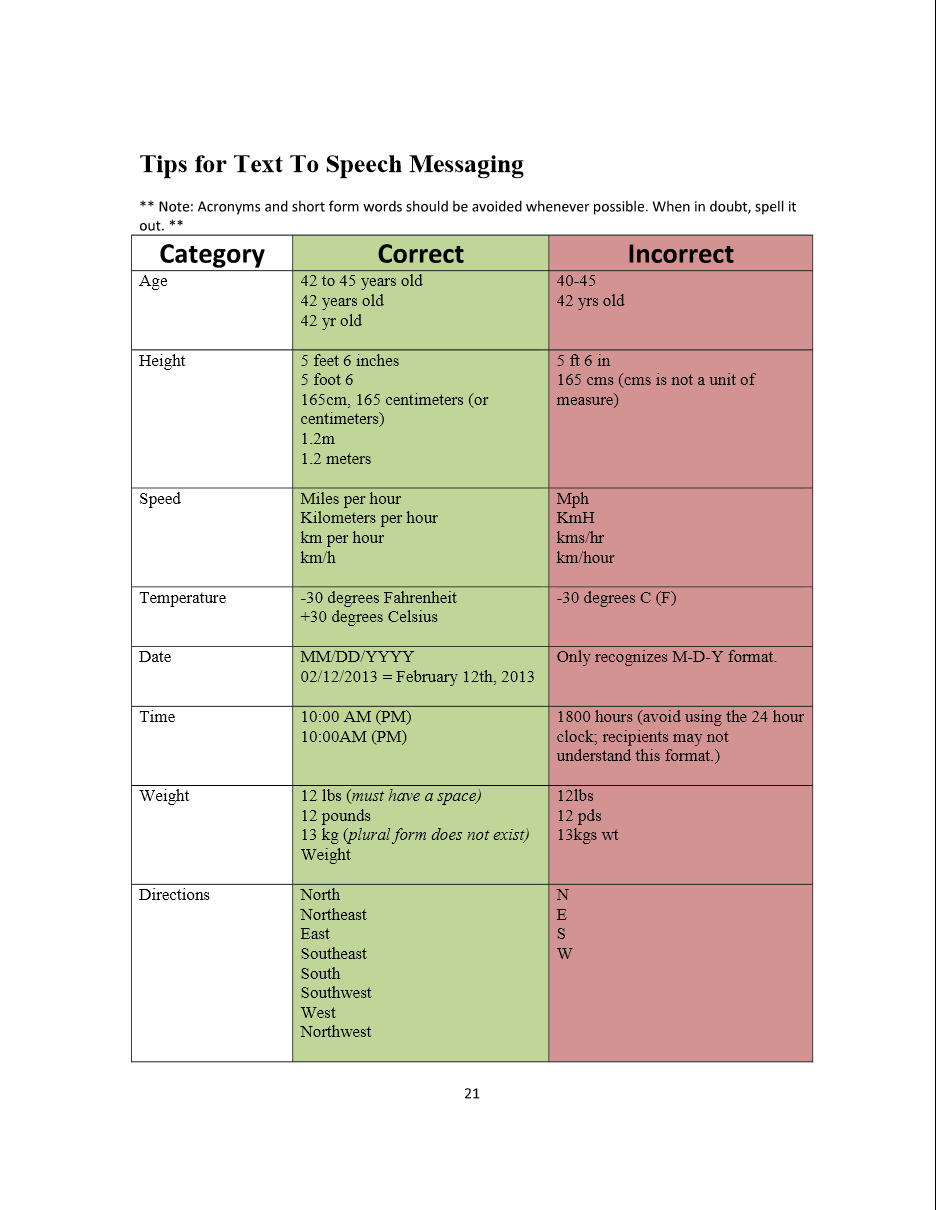 Tips for Text To Speech Messaging
** Note: Acronyms and short form words should be avoided whenever possible. When in doubt, spell it
out. **
Category Correct Incorrect
Age
42 to 45 years old
42 years old
42 yr old
40-45
42 yrs old
Height
5 feet 6 inches
5 foot 6
165cm, 165 centimeters (or
centimeters)
1.2m
1.2 meters
5 ft 6 in
165 cms (cms is not a unit of
measure)
Speed
Miles per hour
Kilometers per hour
km per hour
km/h
Mph
KmH
kms/hr
km/hour
Temperature
-30 degrees Fahrenheit
+30 degrees Celsius
-30 degrees C (F)
Date
MM/DD/YYYY
02/12/2013 = February 12th, 2013
Only recognizes M-D-Y format.
Time
10:00 AM (PM)
10:00AM (PM)
1800 hours (avoid using the 24 hour
clock; recipients may not
understand this format.)
Weight
12 lbs (must have a space)
12 pounds
13 kg (plural form does not exist)
Weight
12lbs
12 pds
13kgs wt
Directions
North
Northeast
East
Southeast
South
Southwest
West
Northwest
N
E
S
W
21